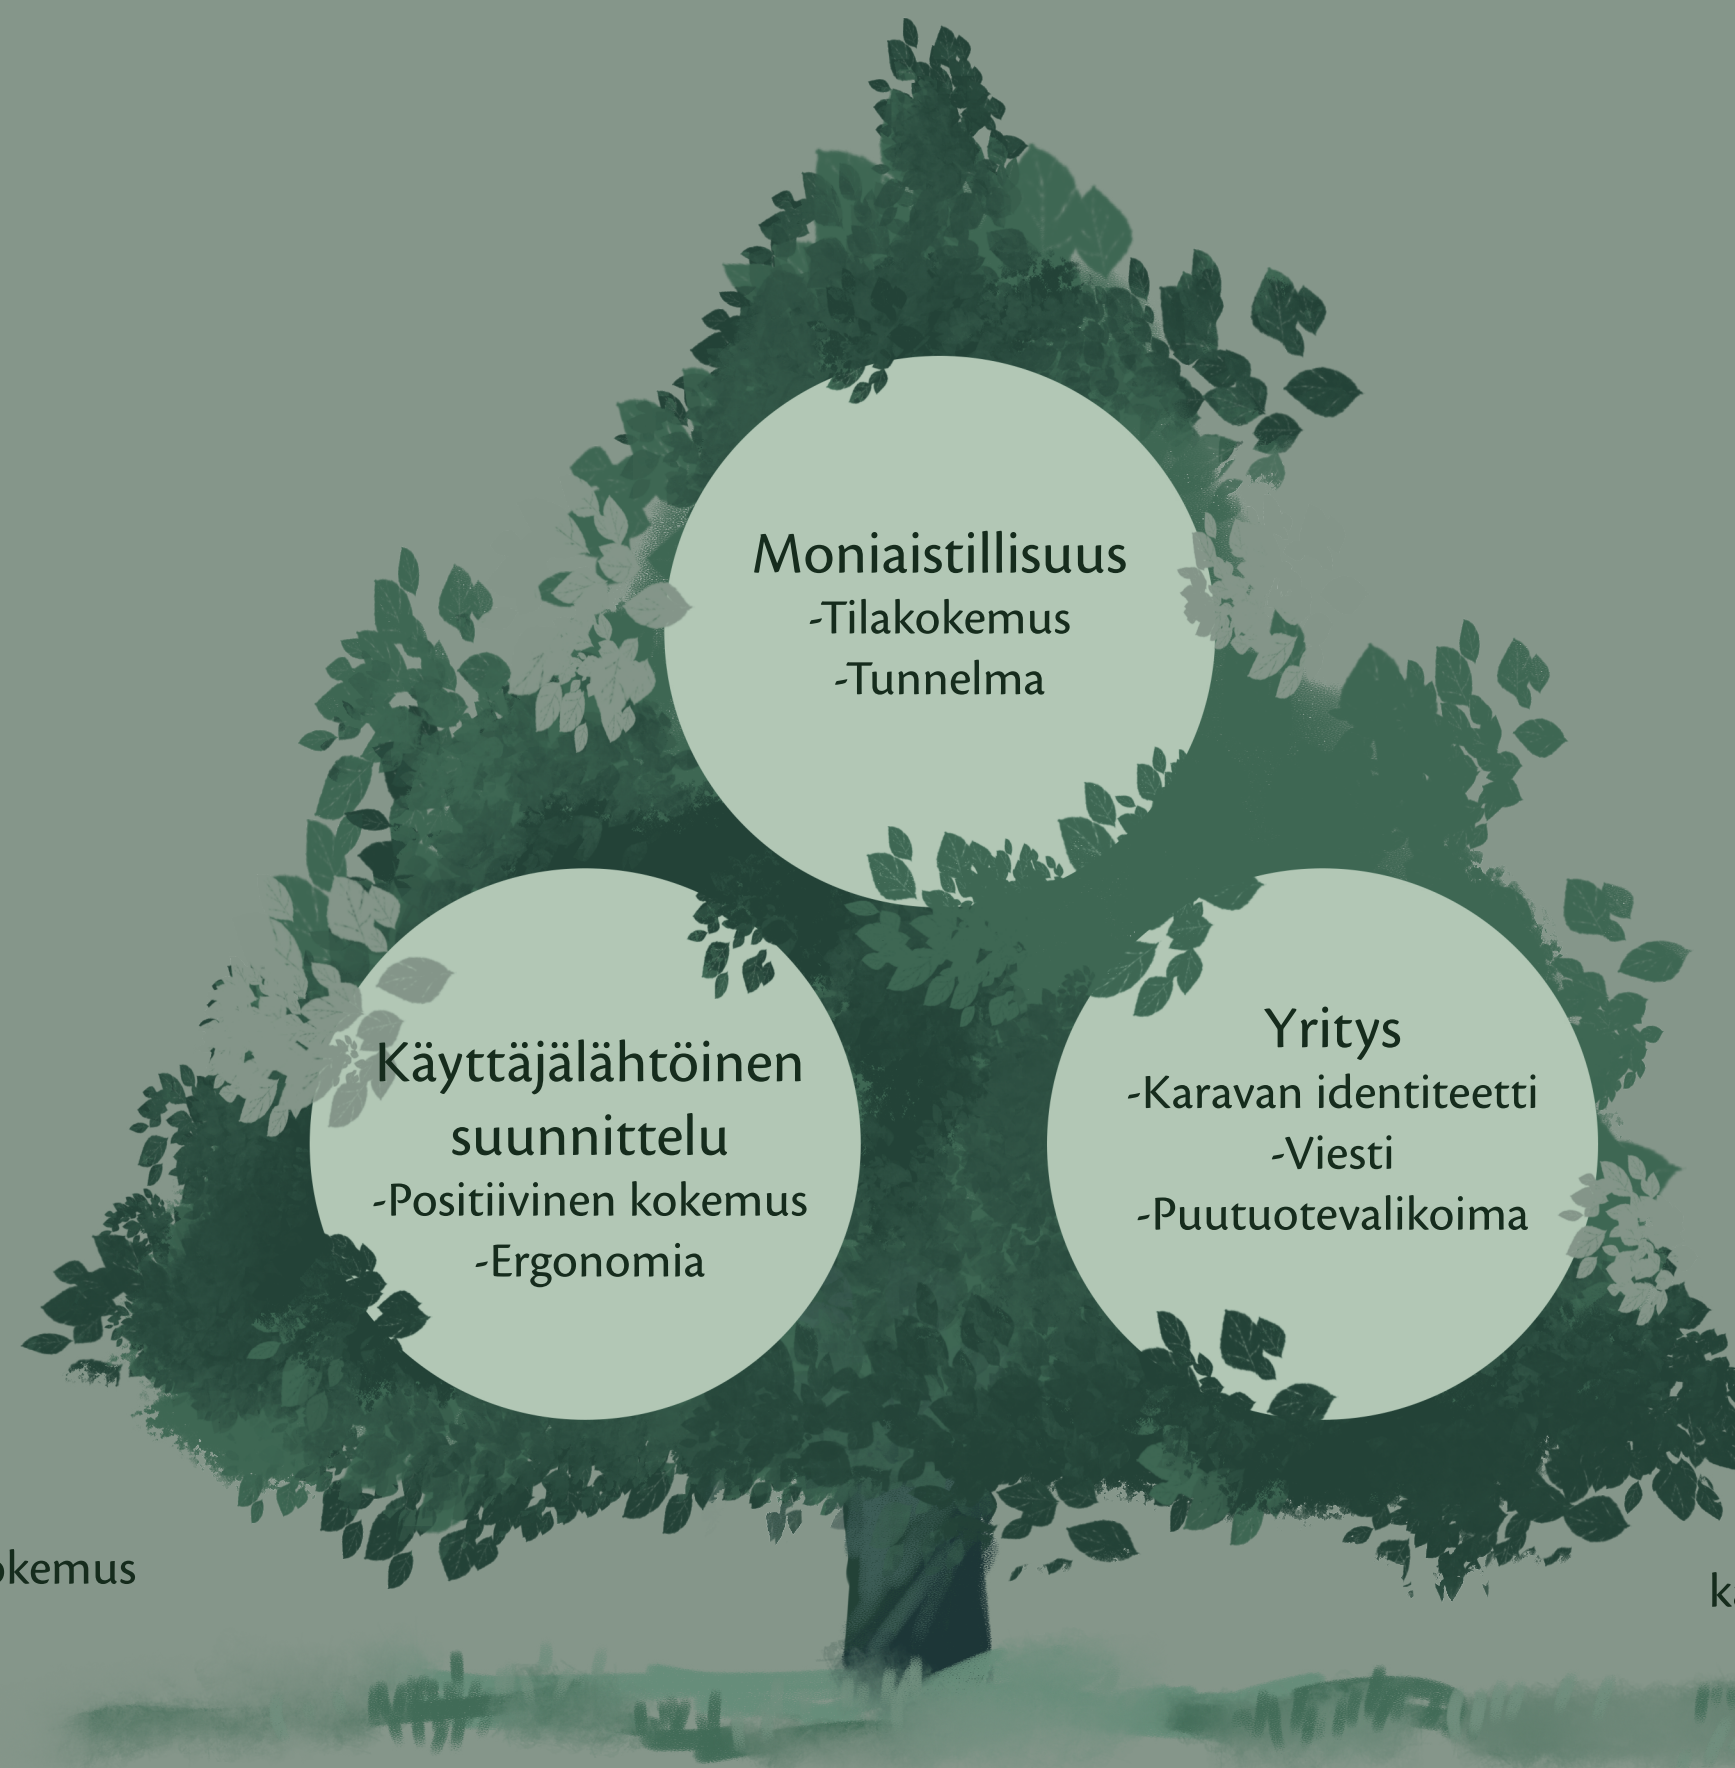 Moniaistillisuus
-Tilakokemus
-Tunnelma
Käyttäjälähtöinen
suunnittelu
-Positiivinen kokemus
-Ergonomia
Yritys
-Karavan identiteetti
-Viesti
-Puutuotevalikoima